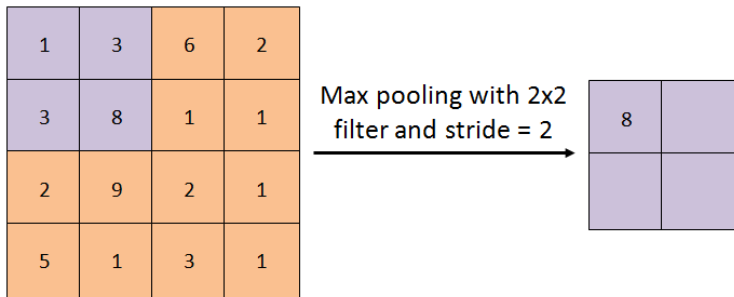 1 3 6 2
3 8 1 1
2 9 2 1
5 1 3 1
Max pooling with 2x2
filter and stride = 2
8